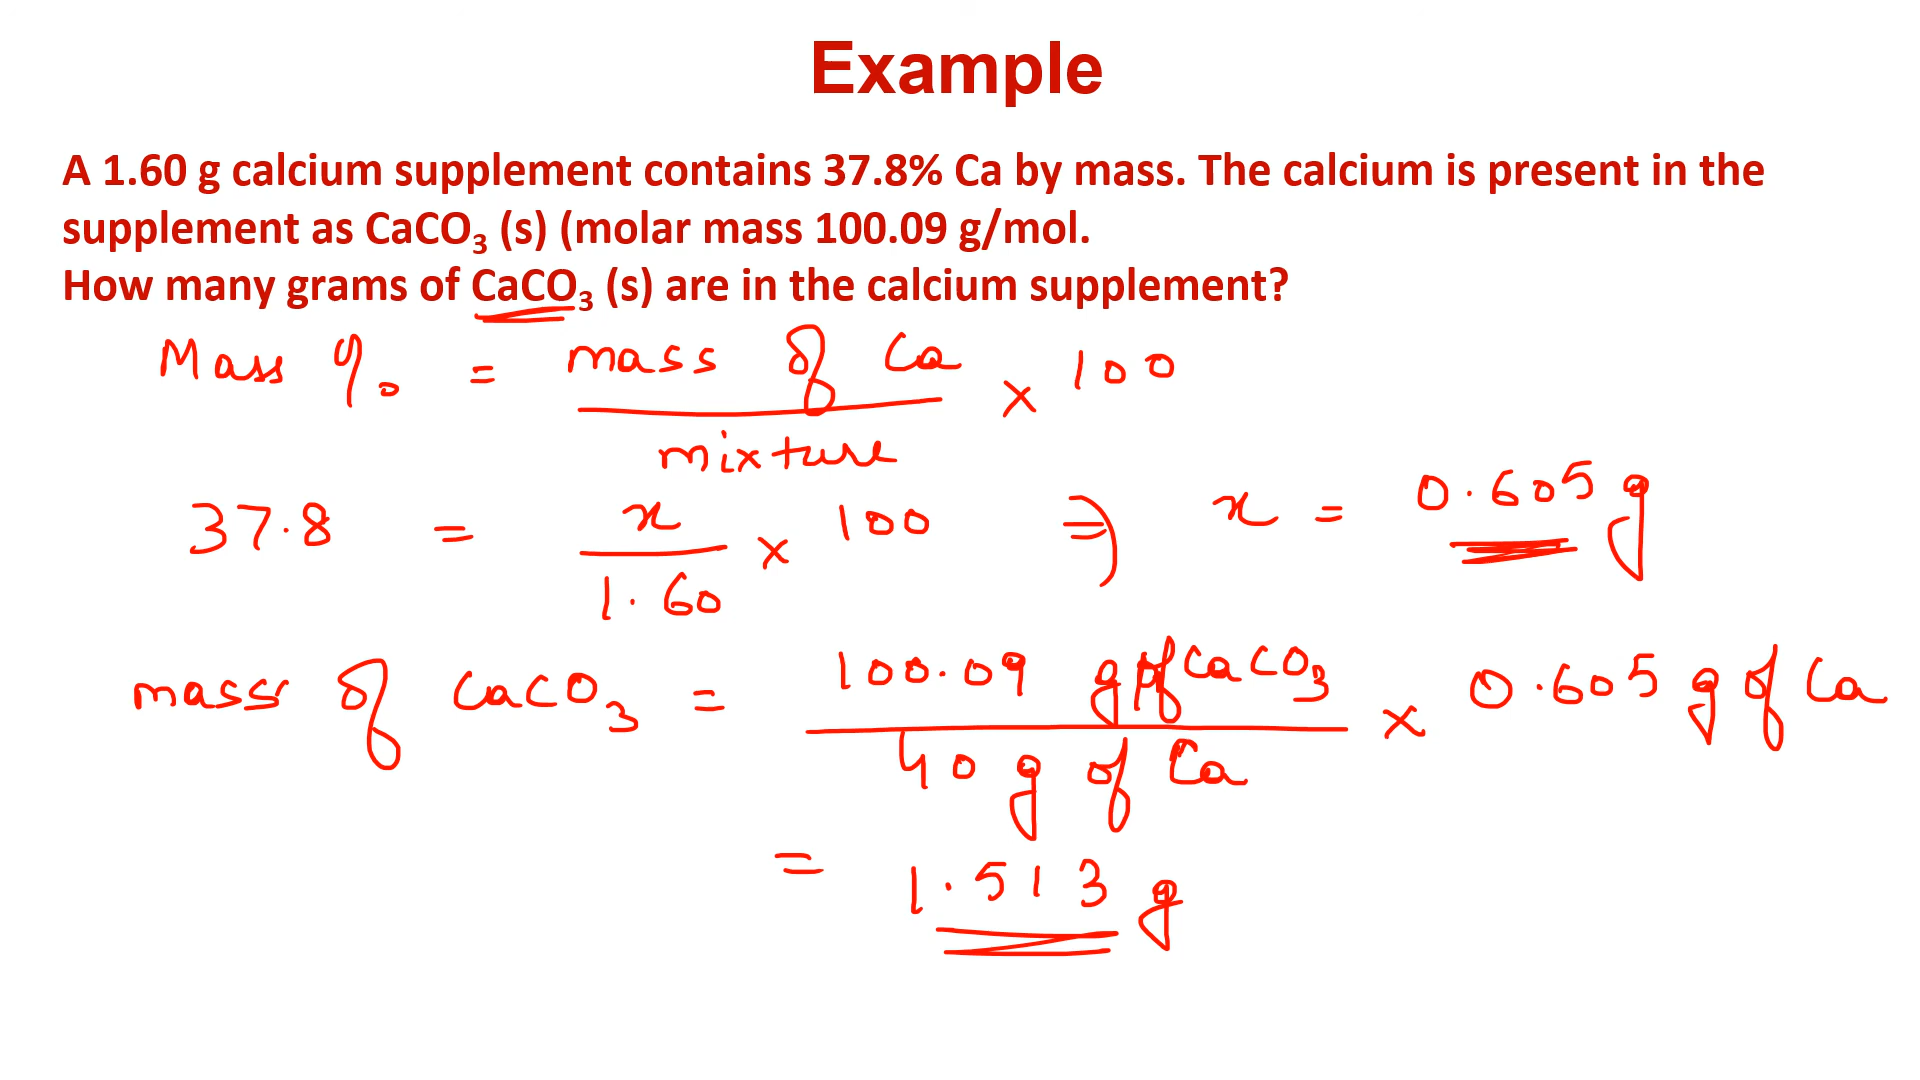 Example
A 1.60 g calcium supplement contains 37.8% Ca by mass. The calcium is present in the
supplement as CaCO₃ (s) (molar mass 100.09 g/mol.
How many grams of CaCO₃ (s) are in the calcium supplement?
Mass % = mass of Ca / mixture × 100
37.8 = x / 1.60 × 100 ⇒ x = 0.605 g
mass of CaCO₃ = 100.09 g of CaCO₃ / 40 g of Ca × 0.605 g of Ca
= 1.513 g